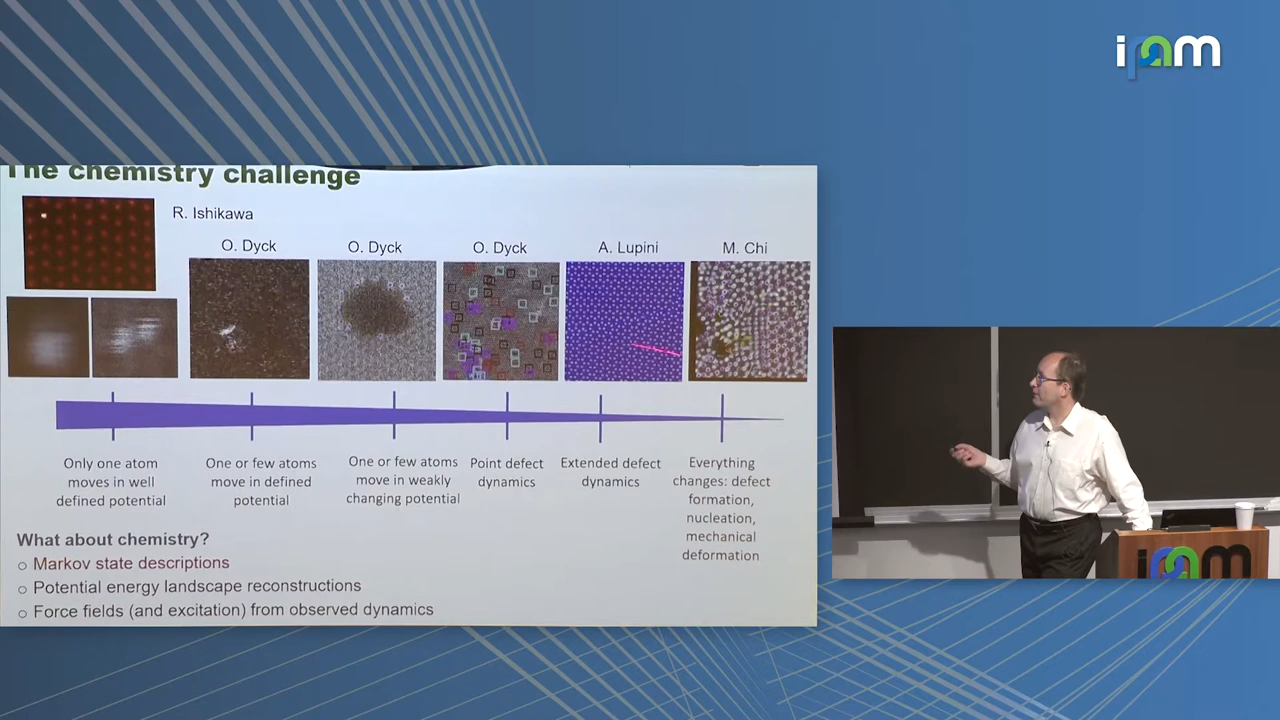 ipam
The chemistry challenge
R. Ishikawa
O. Dyck
O. Dyck
O. Dyck
A. Lupini
M. Chi
Only one atom
moves in well
defined potential
One or few atoms
move in defined
potential
One or few atoms
move in weakly
changing potential
Point defect
dynamics
Extended defect
dynamics
Everything
changes: defect
formation,
nucleation,
mechanical
deformation
What about chemistry?
○ Markov state descriptions
○ Potential energy landscape reconstructions
○ Force fields (and excitation) from observed dynamics
ipam